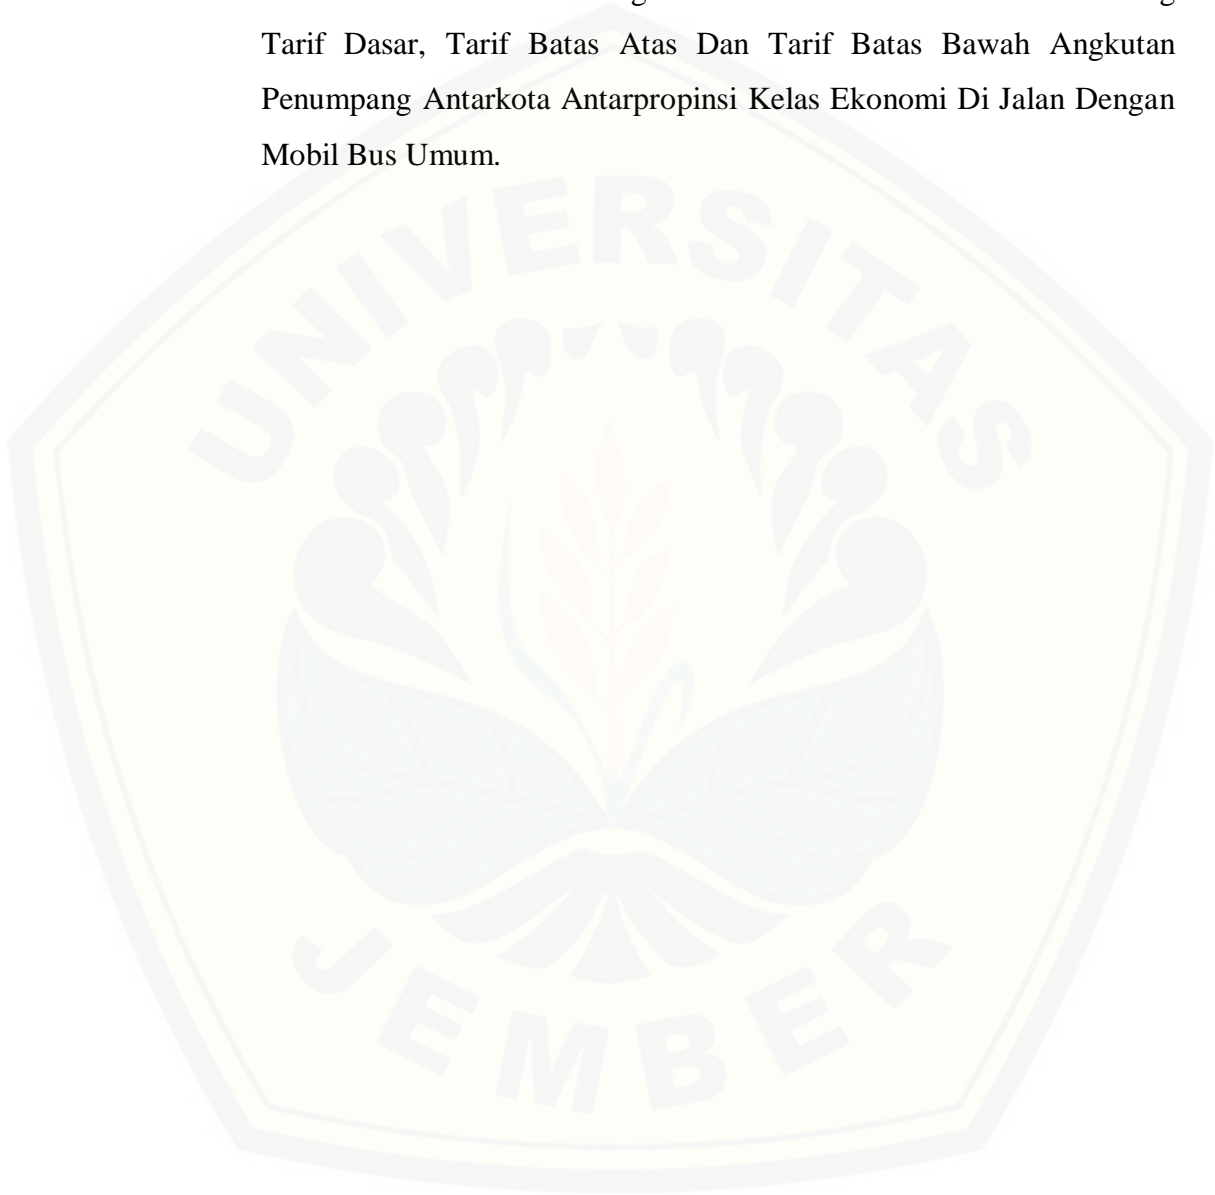 Tarif Dasar, Tarif Batas Atas Dan Tarif Batas Bawah Angkutan
Penumpang Antarkota Antarpropinsi Kelas Ekonomi Di Jalan Dengan
Mobil Bus Umum.
UNIVERSITAS
JEMBER